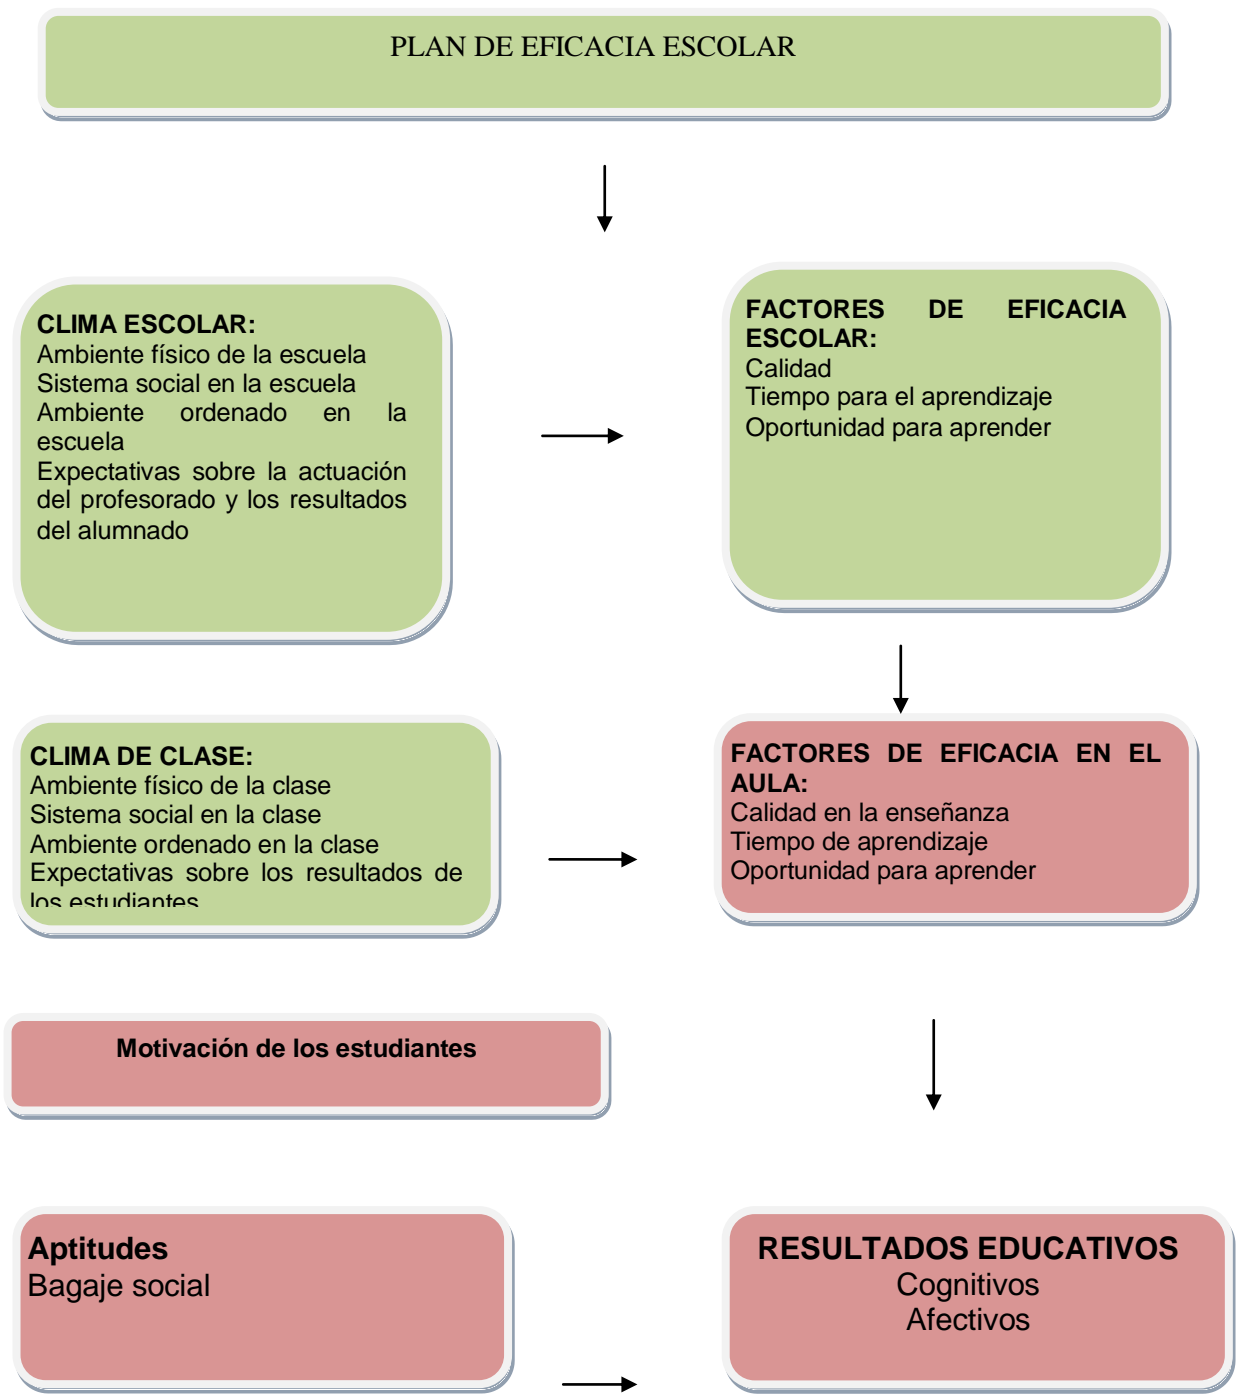 PLAN DE EFICACIA ESCOLAR
CLIMA ESCOLAR:
Ambiente físico de la escuela
Sistema social en la escuela
Ambiente ordenado en la
escuela
Expectativas sobre la actuación
del profesorado y los resultados
del alumnado
FACTORES DE EFICACIA
ESCOLAR:
Calidad
Tiempo para el aprendizaje
Oportunidad para aprender
CLIMA DE CLASE:
Ambiente físico de la clase
Sistema social en la clase
Ambiente ordenado en la clase
Expectativas sobre los resultados de
los estudiantes
FACTORES DE EFICACIA EN EL
AULA:
Calidad en la enseñanza
Tiempo de aprendizaje
Oportunidad para aprender
Motivación de los estudiantes
Aptitudes
Bagaje social
RESULTADOS EDUCATIVOS
Cognitivos
Afectivos